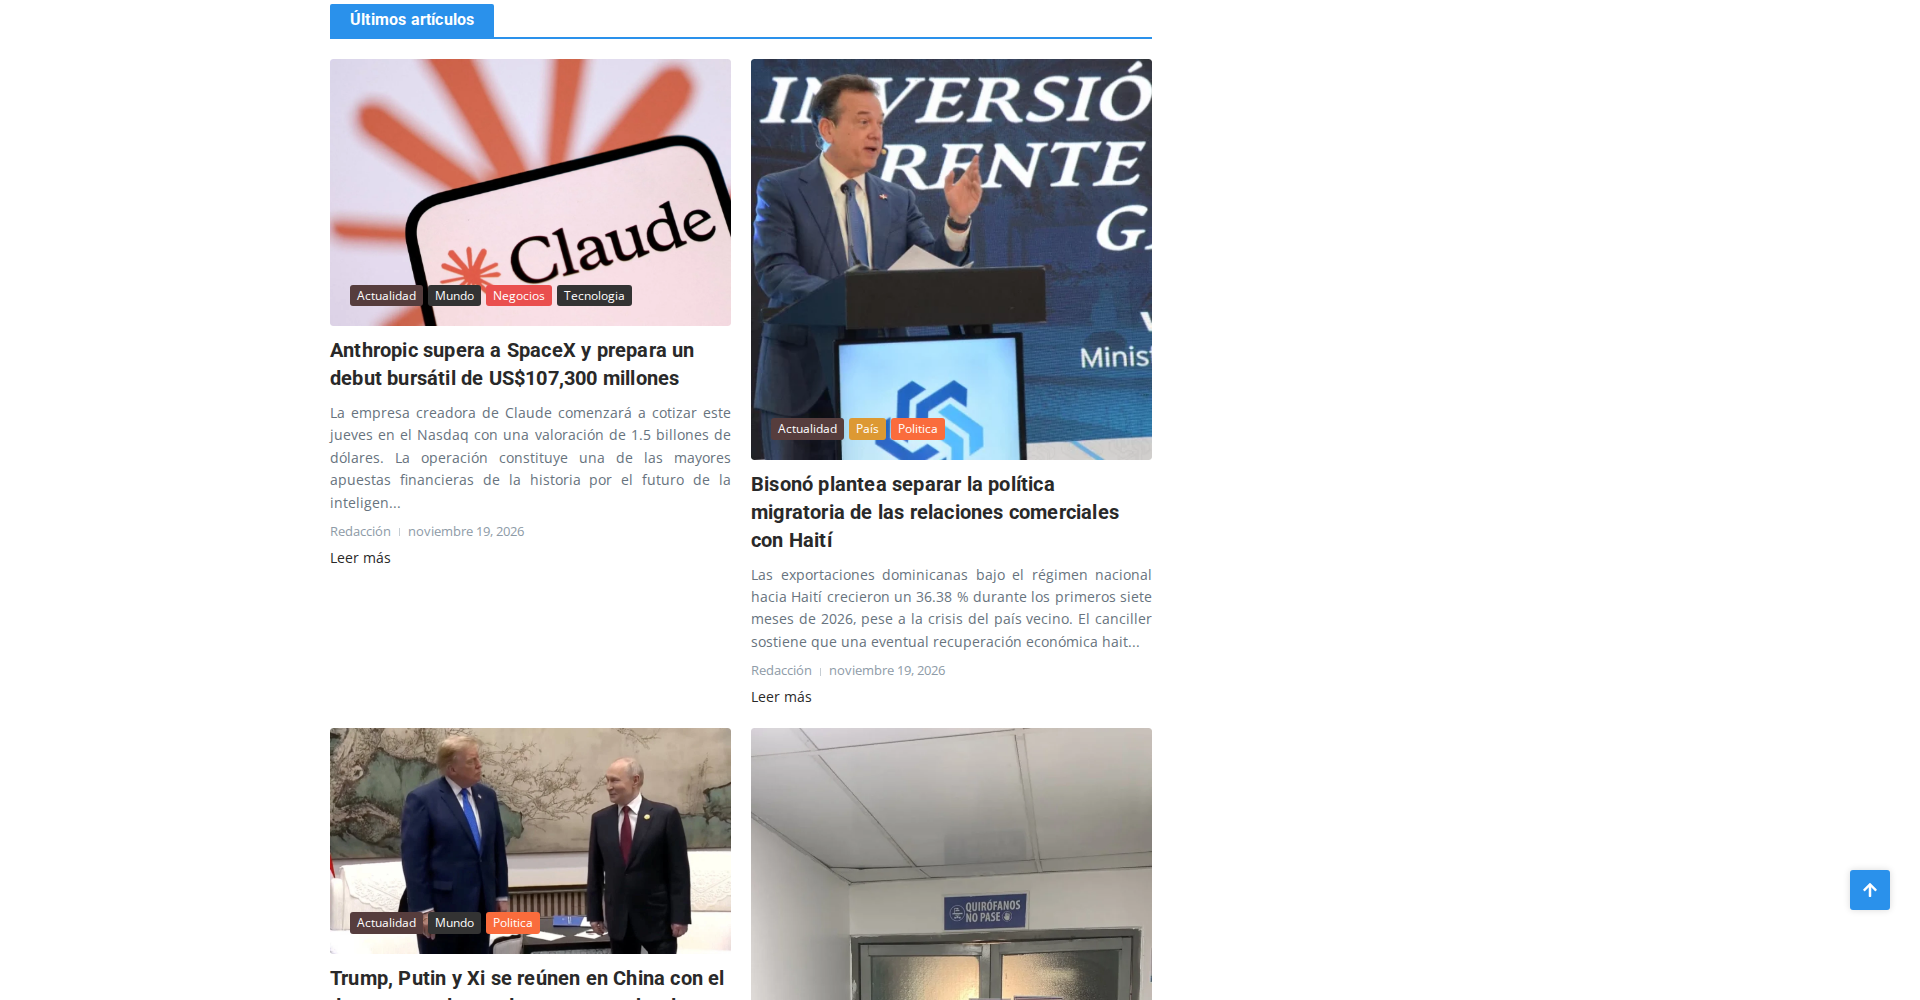 Últimos artículos
Claude
Actualidad Mundo Negocios Tecnologia
Anthropic supera a SpaceX y prepara un
debut bursátil de US$107,300 millones
La empresa creadora de Claude comenzará a cotizar este
jueves en el Nasdaq con una valoración de 1.5 billones de
dólares. La operación constituye una de las mayores
apuestas financieras de la historia por el futuro de la
inteligen...
Redacción noviembre 19, 2026
Leer más
Actualidad País Politica
Bisonó plantea separar la política
migratoria de las relaciones comerciales
con Haití
Las exportaciones dominicanas bajo el régimen nacional
hacia Haití crecieron un 36.38 % durante los primeros siete
meses de 2026, pese a la crisis del país vecino. El canciller
sostiene que una eventual recuperación económica hait...
Redacción noviembre 19, 2026
Leer más
Actualidad Mundo Politica
Trump, Putin y Xi se reúnen en China con el
QUIRÓFANOS
NO PASE